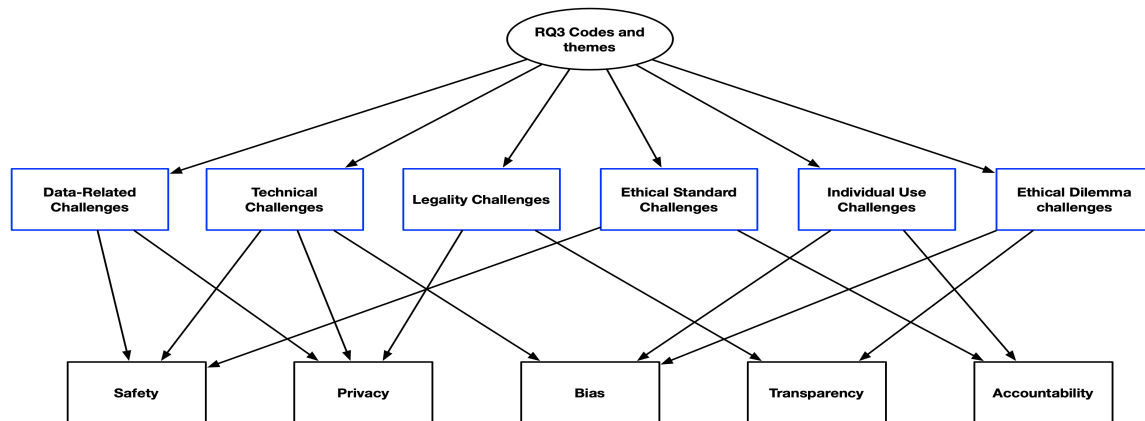 RQ3 Codes and
themes
Data-Related
Challenges
Technical
Challenges
Legality Challenges
Ethical Standard
Challenges
Individual Use
Challenges
Ethical Dilemma
challenges
Safety
Privacy
Bias
Transparency
Accountability